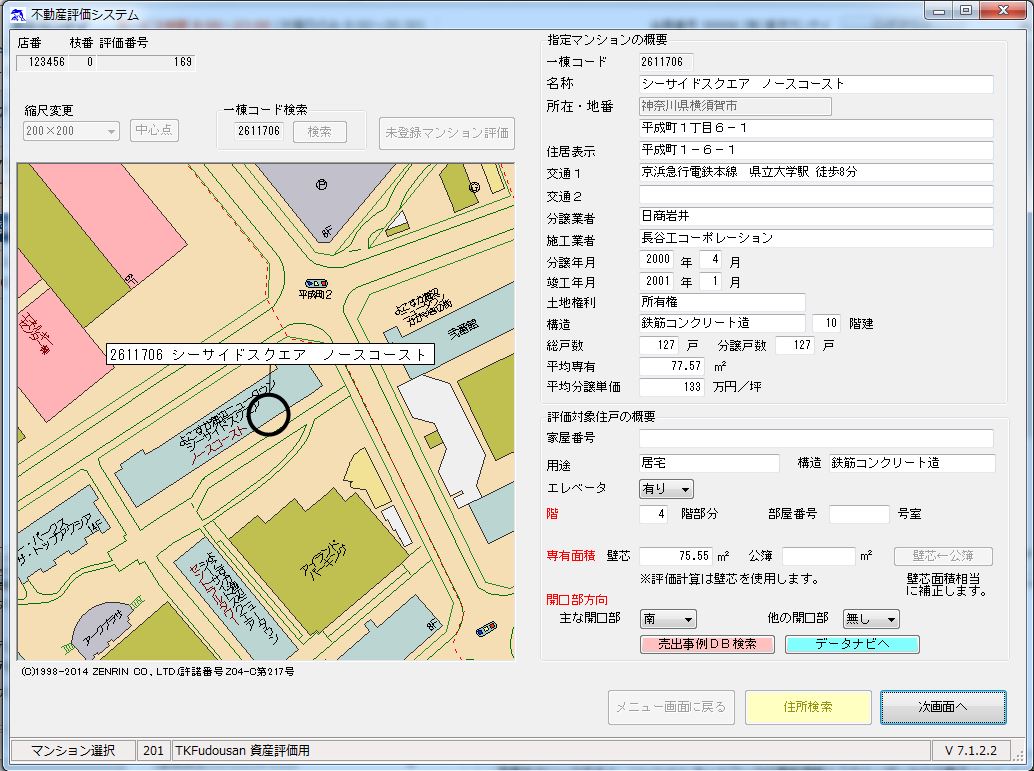 不動産評価システム
店番 枝番 評価番号
123456 0 169
縮尺変更
200×200
中心点
一棟コード検索
2611706
検索
未登録マンション評価
8F
6F
平成町2
弐番館
2611706 シーサイドスクエア　ノースコースト
ノースコースト
ザ・パークス
14F
アイランドパーキング
アークプラザ
8F
(C)1998-2014 ZENRIN CO., LTD.(許諾番号Z04-C第217号
指定マンションの概要
一棟コード 2611706
名称 シーサイドスクエア　ノースコースト
所在・地番 神奈川県横須賀市
平成町１丁目６－１
住居表示 平成町１－６－１
交通１ 京浜急行電鉄本線　県立大学駅 徒歩8分
交通２
分譲業者 日商岩井
施工業者 長谷工コーポレーション
分譲年月 2000 年 4 月
竣工年月 2001 年 1 月
土地権利 所有権
構造 鉄筋コンクリート造 10 階建
総戸数 127 戸 分譲戸数 127 戸
平均専有 77.57 ㎡
平均分譲単価 133 万円／坪
評価対象住戸の概要
家屋番号
用途 居宅 構造 鉄筋コンクリート造
エレベータ 有り
階 4 階部分 部屋番号 号室
専有面積 壁芯 75.55 ㎡ 公簿 ㎡ 壁芯←公簿
※評価計算は壁芯を使用します。
壁芯面積相当
に補正します。
開口部方向
主な開口部 南 他の開口部 無し
売出事例ＤＢ検索 データナビへ
メニュー画面に戻る 住所検索 次画面へ
マンション選択 201 TKFudousan 資産評価用 V 7.1.2.2